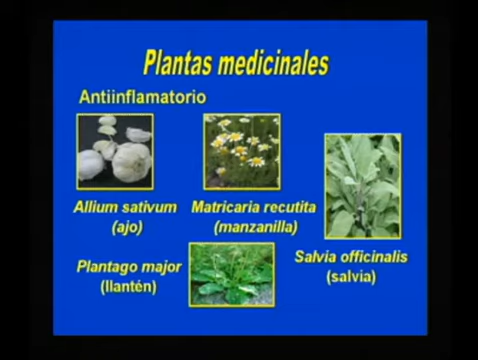 Plantas medicinales
Antiinflamatorio
Allium sativum
(ajo)
Matricaria recutita
(manzanilla)
Salvia officinalis
(salvia)
Plantago major
(llantén)